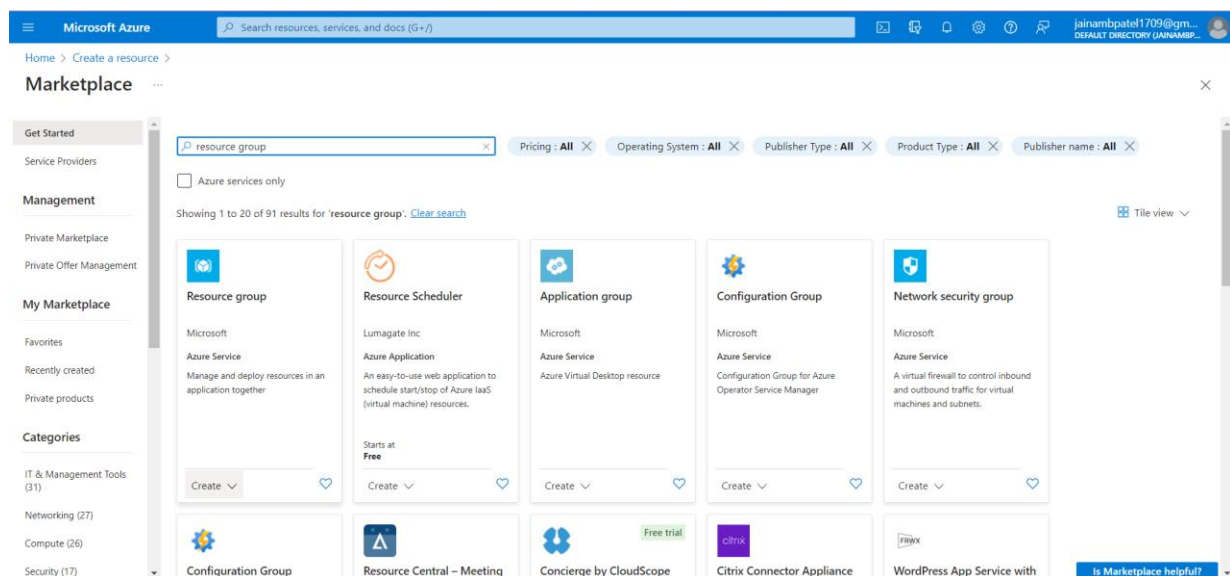 Microsoft Azure
Search resources, services, and docs (G+/)
jainambpatel1709@gm...
DEFAULT DIRECTORY (JAINAMBP...
Home > Create a resource >
Marketplace ...
Get Started
Service Providers
Management
Private Marketplace
Private Offer Management
My Marketplace
Favorites
Recently created
Private products
Categories
IT & Management Tools
(31)
Networking (27)
Compute (26)
Security (17)
resource group
Pricing : All
Operating System : All
Publisher Type : All
Product Type : All
Publisher name : All
Azure services only
Showing 1 to 20 of 91 results for 'resource group'. Clear search
Tile view
Resource group
Microsoft
Azure Service
Manage and deploy resources in an
application together
Create
Resource Scheduler
Lumagate Inc
Azure Application
An easy-to-use web application to
schedule start/stop of Azure IaaS
(virtual machine) resources.
Starts at
Free
Create
Application group
Microsoft
Azure Service
Azure Virtual Desktop resource
Create
Configuration Group
Microsoft
Azure Service
Configuration Group for Azure
Operator Service Manager
Create
Network security group
Microsoft
Azure Service
A virtual firewall to control inbound
and outbound traffic for virtual
machines and subnets.
Create
Configuration Group
Resource Central – Meeting
Free trial
Concierge by CloudScope
citrix
Citrix Connector Appliance
FRWX
WordPress App Service with
Is Marketplace helpful?